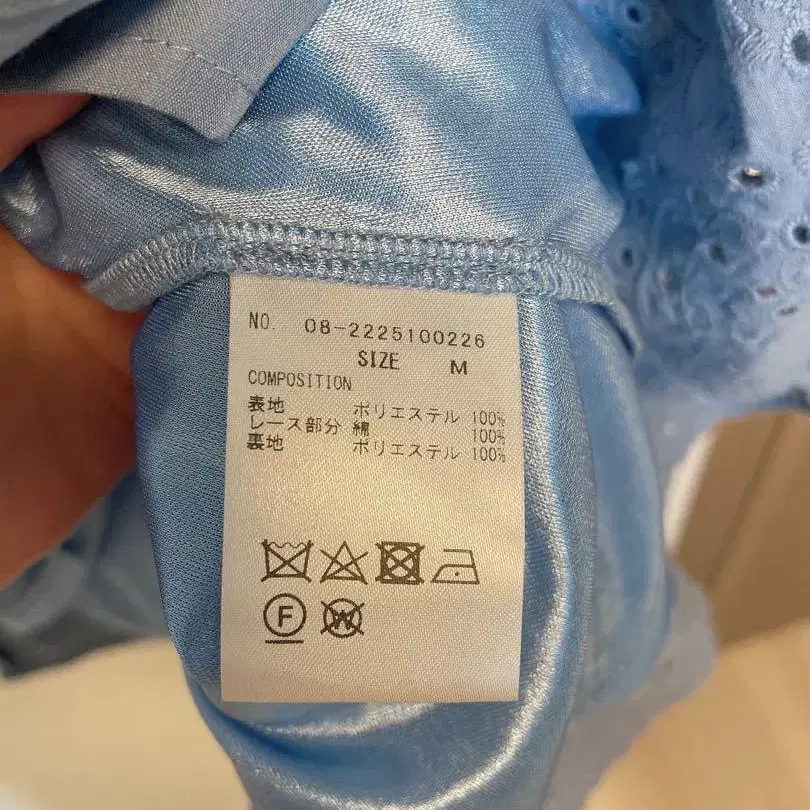 NO. 08-2225100226
SIZE M
COMPOSITION
表地 ポリエステル 100%
レース部分 綿 100%
裏地 ポリエステル 100%
F W